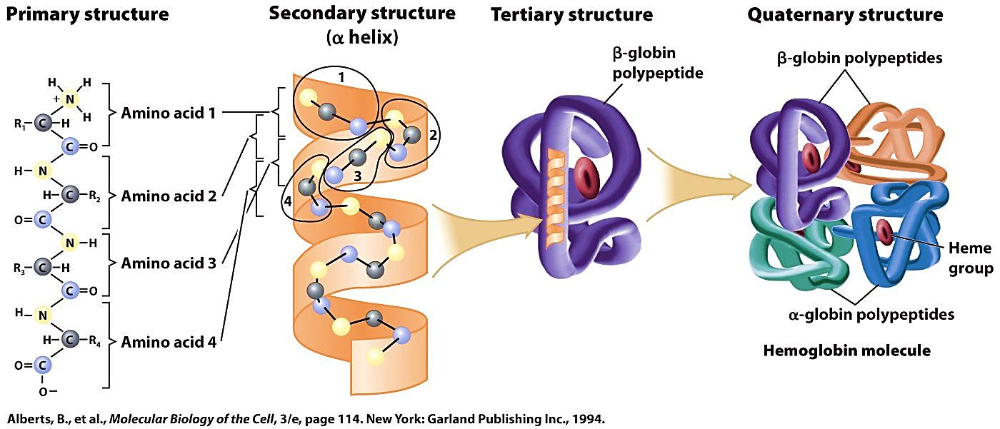 Primary structure
Secondary structure
(α helix)
Tertiary structure
Quaternary structure
H H
+ N
H
R1 C H
C =O
H N
H C R2
O= C
N H
R3 C H
C =O
H N
H C R4
O= C
O–
Amino acid 1
Amino acid 2
Amino acid 3
Amino acid 4
1
2
3
4
β-globin
polypeptide
β-globin polypeptides
Heme
group
α-globin polypeptides
Hemoglobin molecule
Alberts, B., et al., Molecular Biology of the Cell, 3/e, page 114. New York: Garland Publishing Inc., 1994.